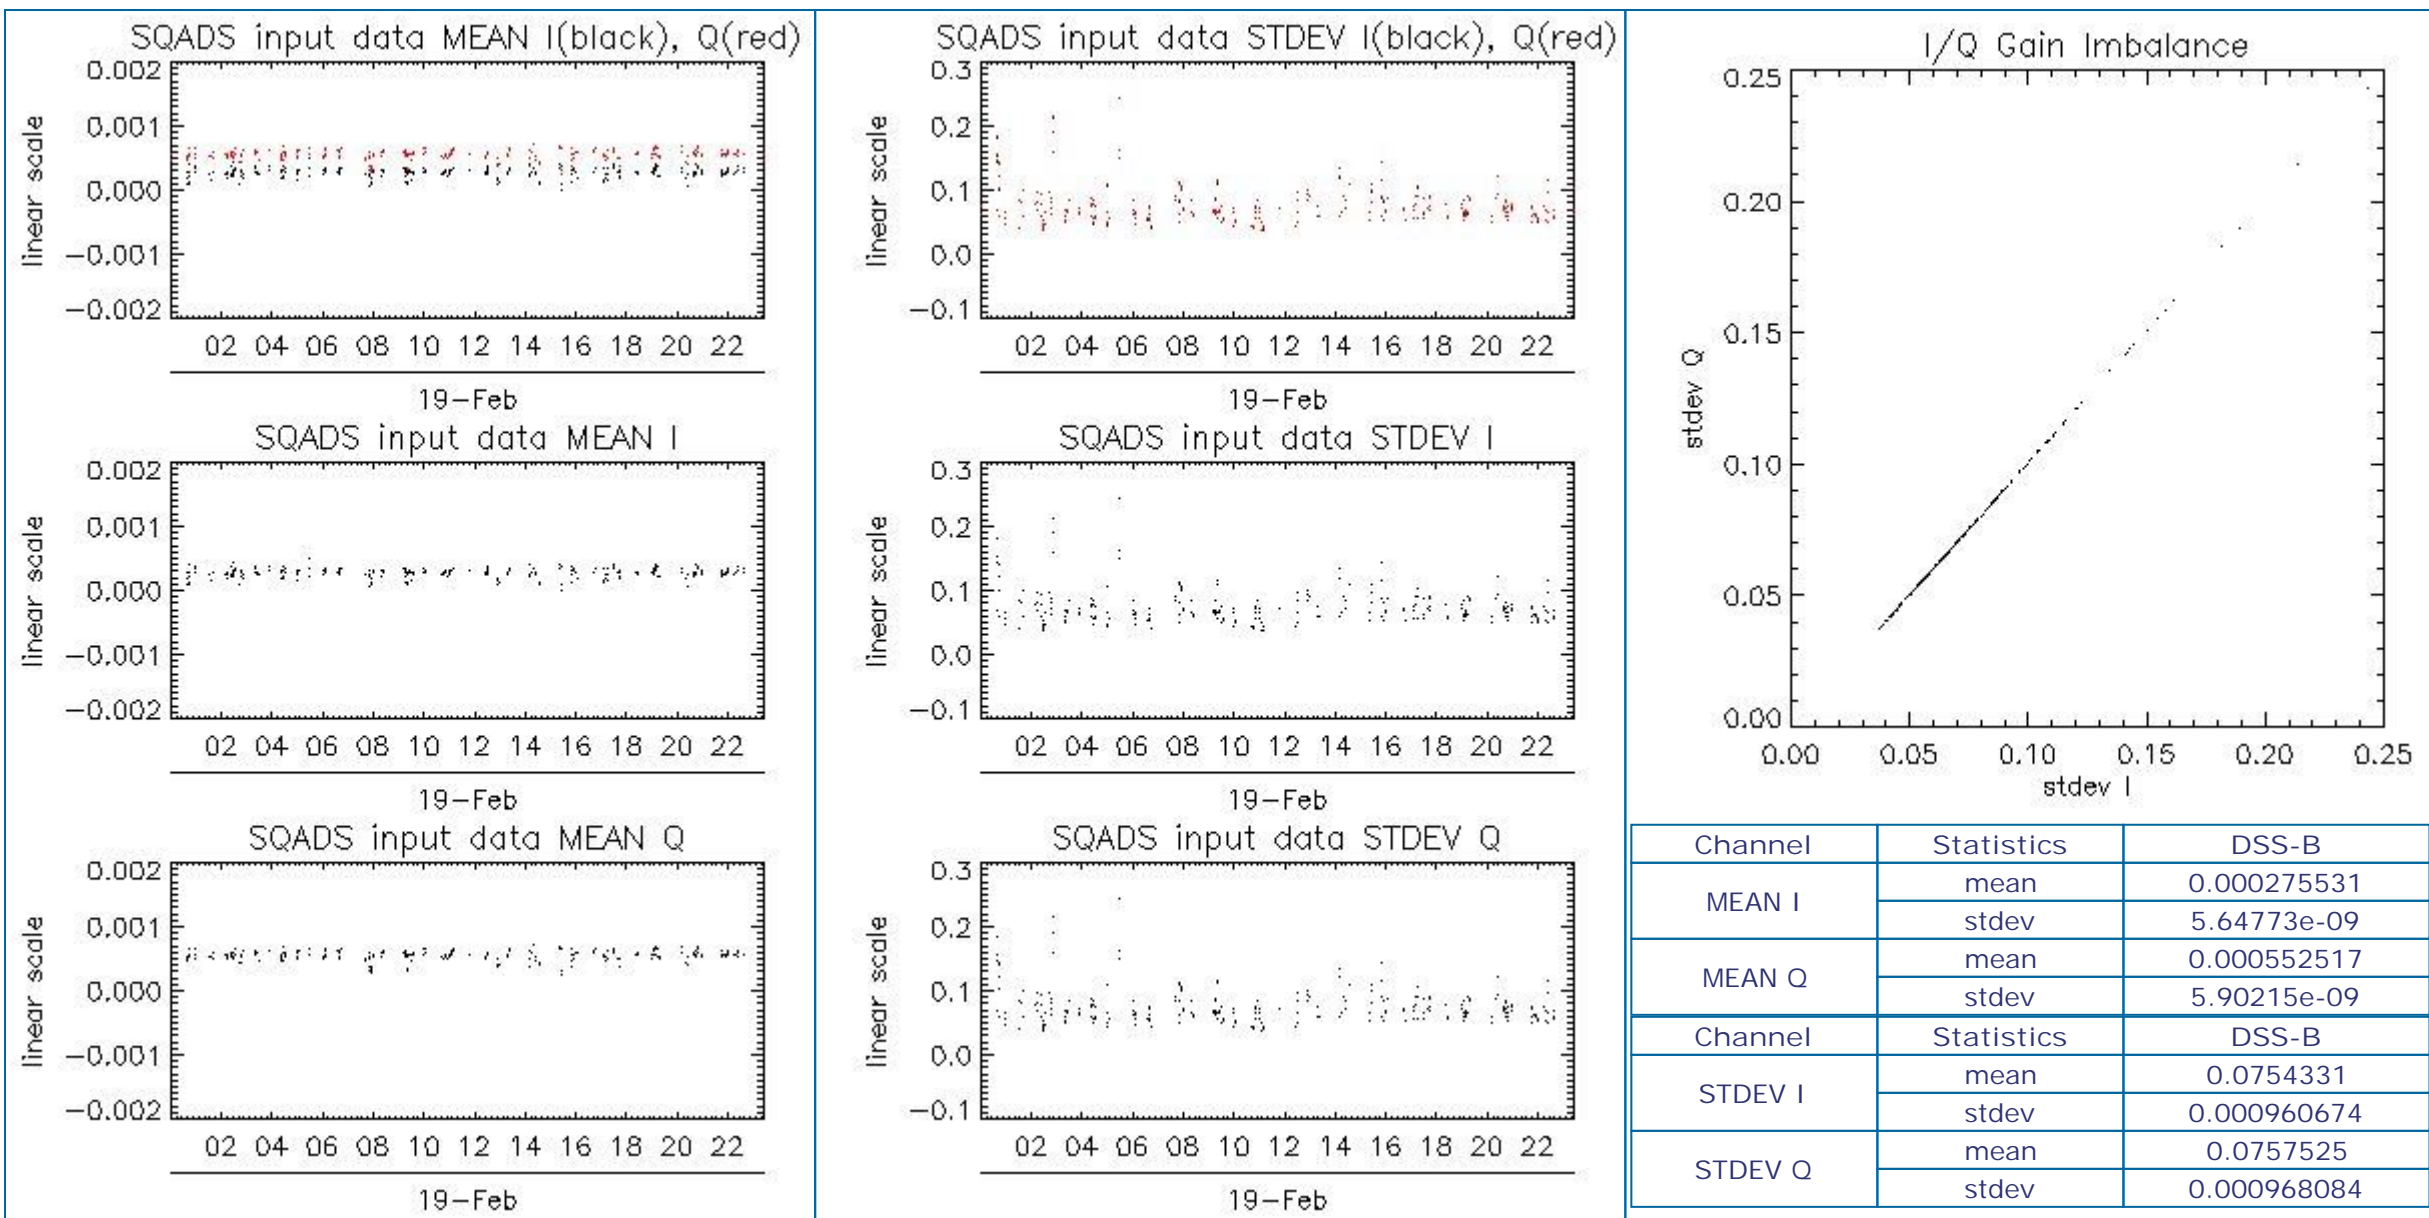 SQADS input data MEAN I(black), Q(red)
0.002
0.001
0.000
−0.001
−0.002
linear scale
02 04 06 08 10 12 14 16 18 20 22
19−Feb
SQADS input data MEAN I
0.002
0.001
0.000
−0.001
−0.002
linear scale
02 04 06 08 10 12 14 16 18 20 22
19−Feb
SQADS input data MEAN Q
0.002
0.001
0.000
−0.001
−0.002
linear scale
02 04 06 08 10 12 14 16 18 20 22
19−Feb
SQADS input data STDEV I(black), Q(red)
0.3
0.2
0.1
0.0
−0.1
linear scale
02 04 06 08 10 12 14 16 18 20 22
19−Feb
SQADS input data STDEV I
0.3
0.2
0.1
0.0
−0.1
linear scale
02 04 06 08 10 12 14 16 18 20 22
19−Feb
SQADS input data STDEV Q
0.3
0.2
0.1
0.0
−0.1
linear scale
02 04 06 08 10 12 14 16 18 20 22
19−Feb
I/Q Gain Imbalance
0.25
0.20
0.15
0.10
0.05
0.00
stdev Q
0.00 0.05 0.10 0.15 0.20 0.25
stdev I
Channel Statistics DSS-B
MEAN I mean 0.000275531
stdev 5.64773e-09
MEAN Q mean 0.000552517
stdev 5.90215e-09
Channel Statistics DSS-B
STDEV I mean 0.0754331
stdev 0.000960674
STDEV Q mean 0.0757525
stdev 0.000968084